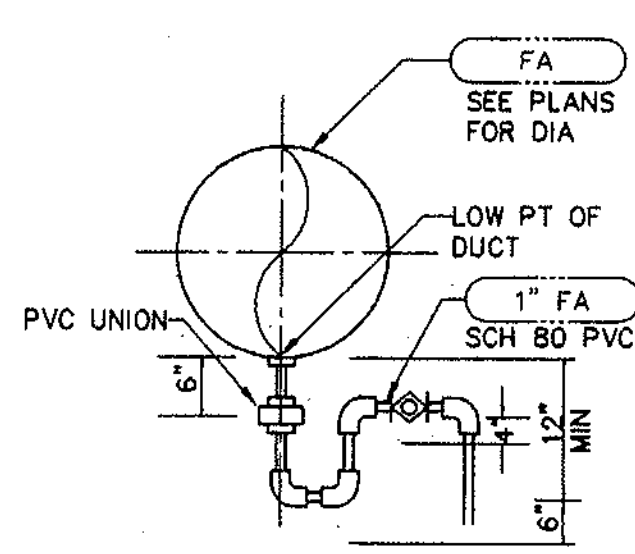 FA
SEE PLANS
FOR DIA
LOW PT OF
DUCT
1" FA
SCH 80 PVC
PVC UNION
6"
4"
12"
MIN
6"